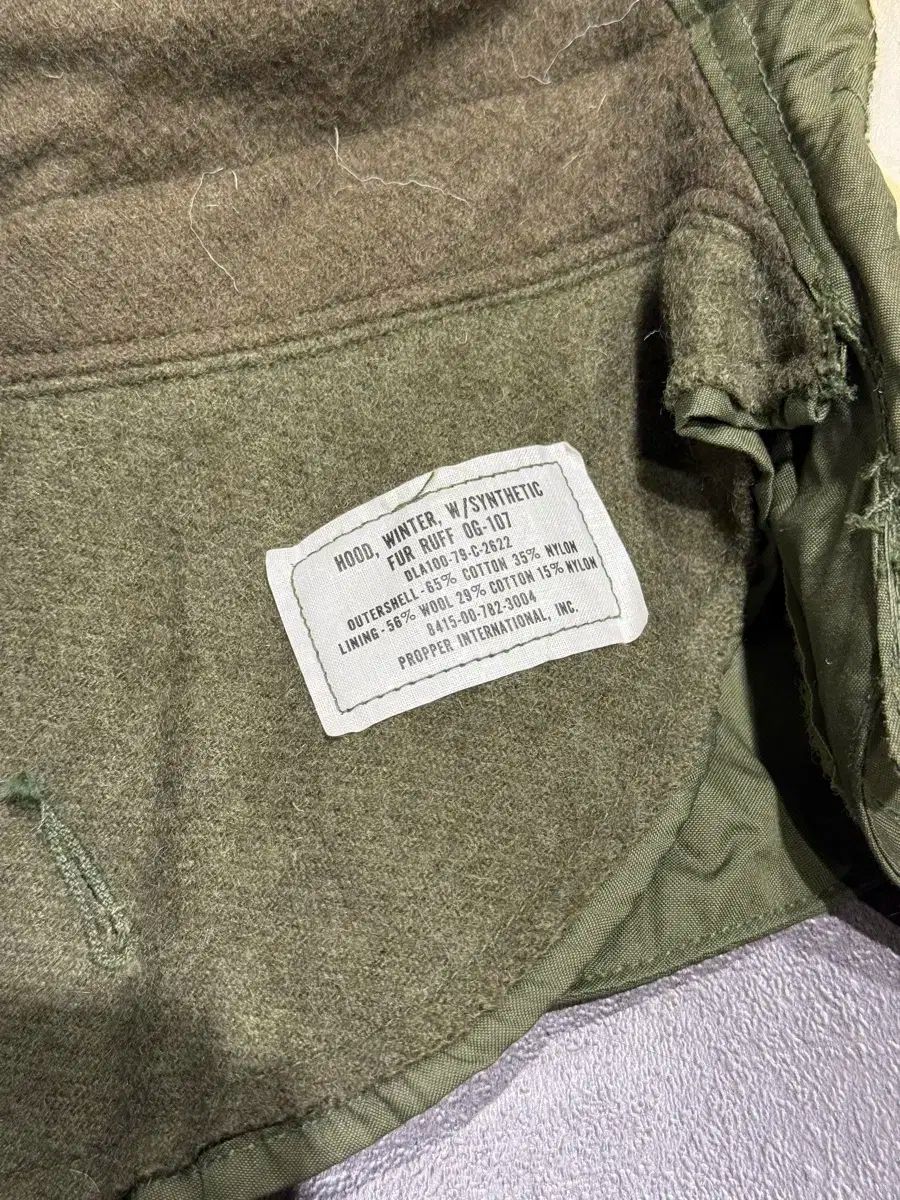 HOOD, WINTER, W/SYNTHETIC
FUR RUFF OG-107
DLA100-79-C-2622
OUTERSHELL-65% COTTON 35% NYLON
LINING-56% WOOL 29% COTTON 15% NYLON
8415-00-782-3004
PROPPER INTERNATIONAL, INC.